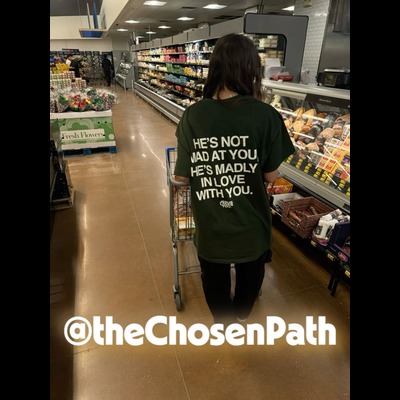 HE'S NOT
MAD AT YOU,
HE'S MADLY
IN LOVE
WITH YOU.
Fresh Flowers
@theChosenPath